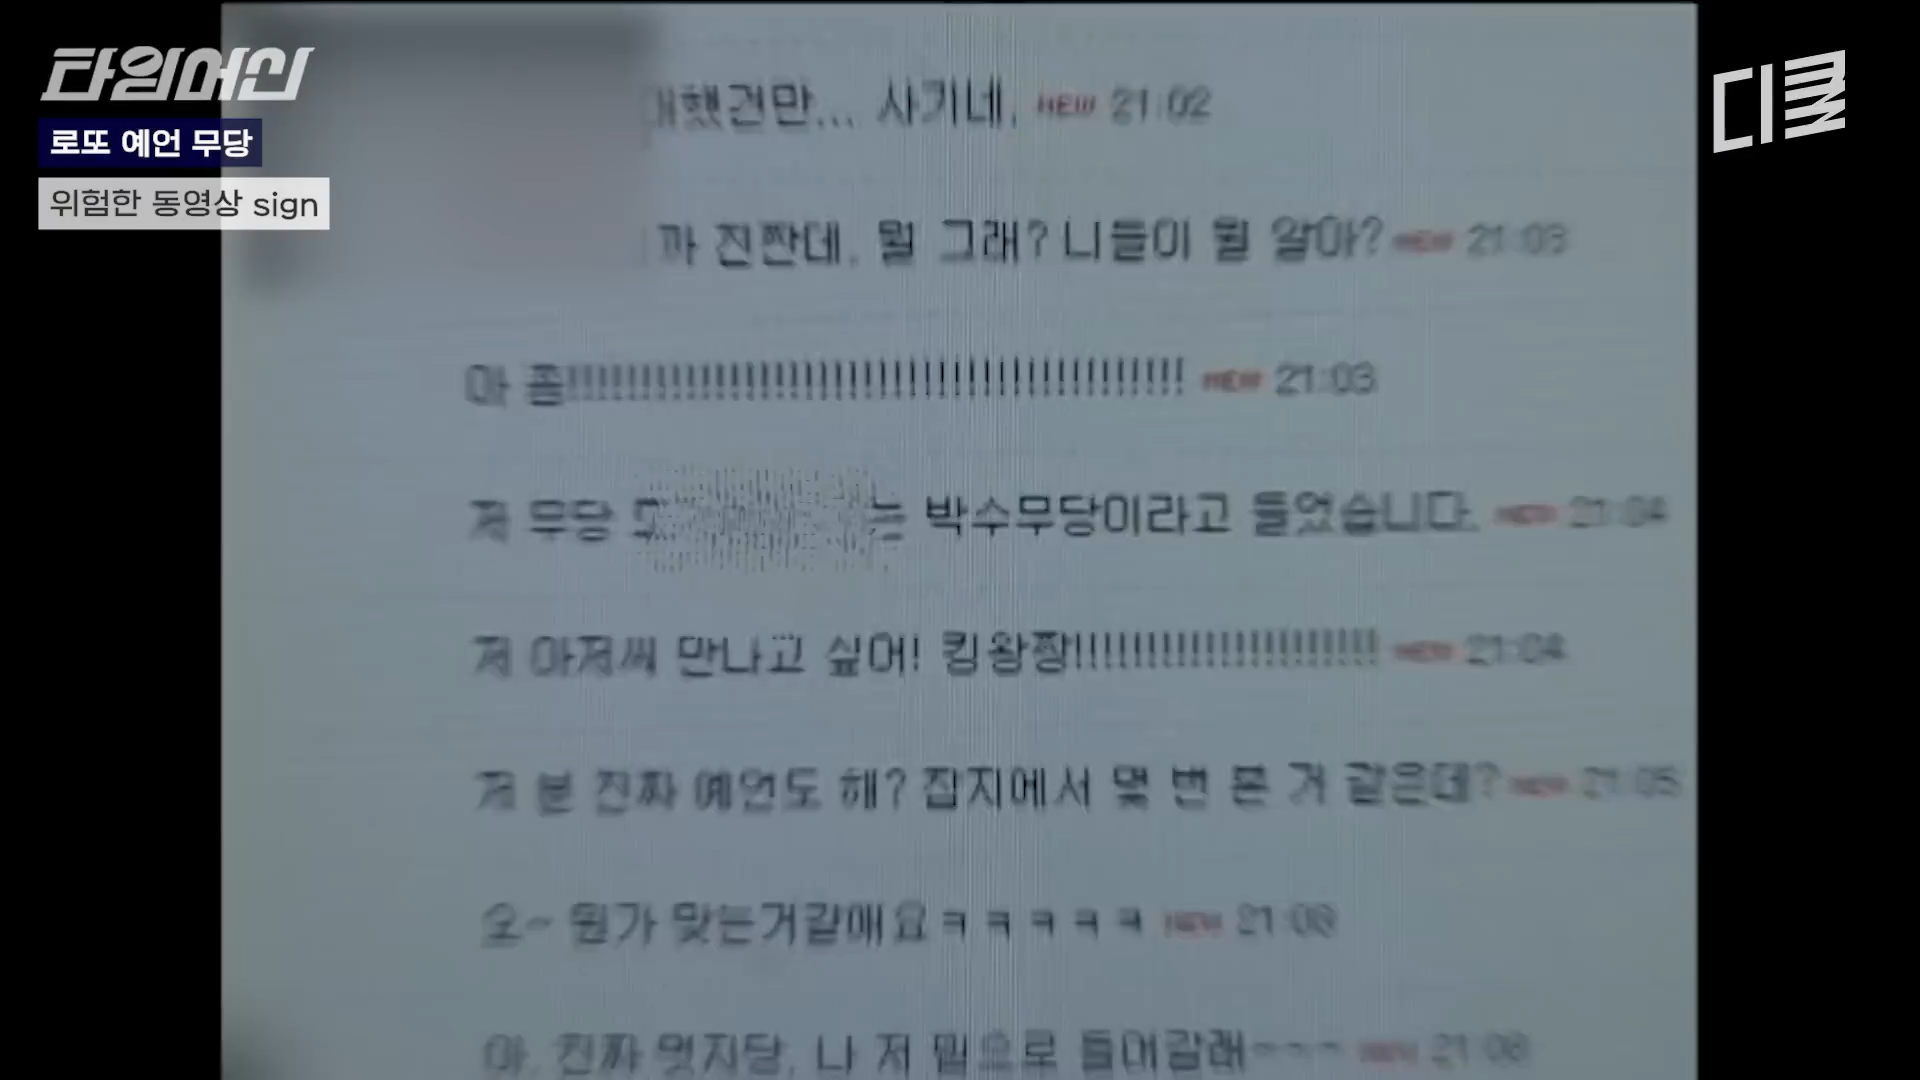 타임머신
로또 예언 무당
위험한 동영상 sign
디글
대했건만... 사기네. NEW 21:02
까 진짠데. 뭘 그래? 니들이 뭘 알아? NEW 21:03
아 좀!!!!!!!!!!!!!!!!!!!!!!!!!!!!!!!!!!!!!!!!! NEW 21:03
저 무당 는 박수무당이라고 들었습니다. NEW 21:04
저 아저씨 만나고 싶어! 킹왕짱!!!!!!!!!!!!!!!!!!!!! NEW 21:04
저 분 진짜 예언도 해? 잡지에서 몇 번 본 거 같은데? NEW 21:05
오~ 뭔가 맞는거같애요ㅋㅋㅋㅋㅋ NEW 21:06
아. 진짜 멋지당. 나 저 밑으로 들어갈래~~~~ NEW 21:06